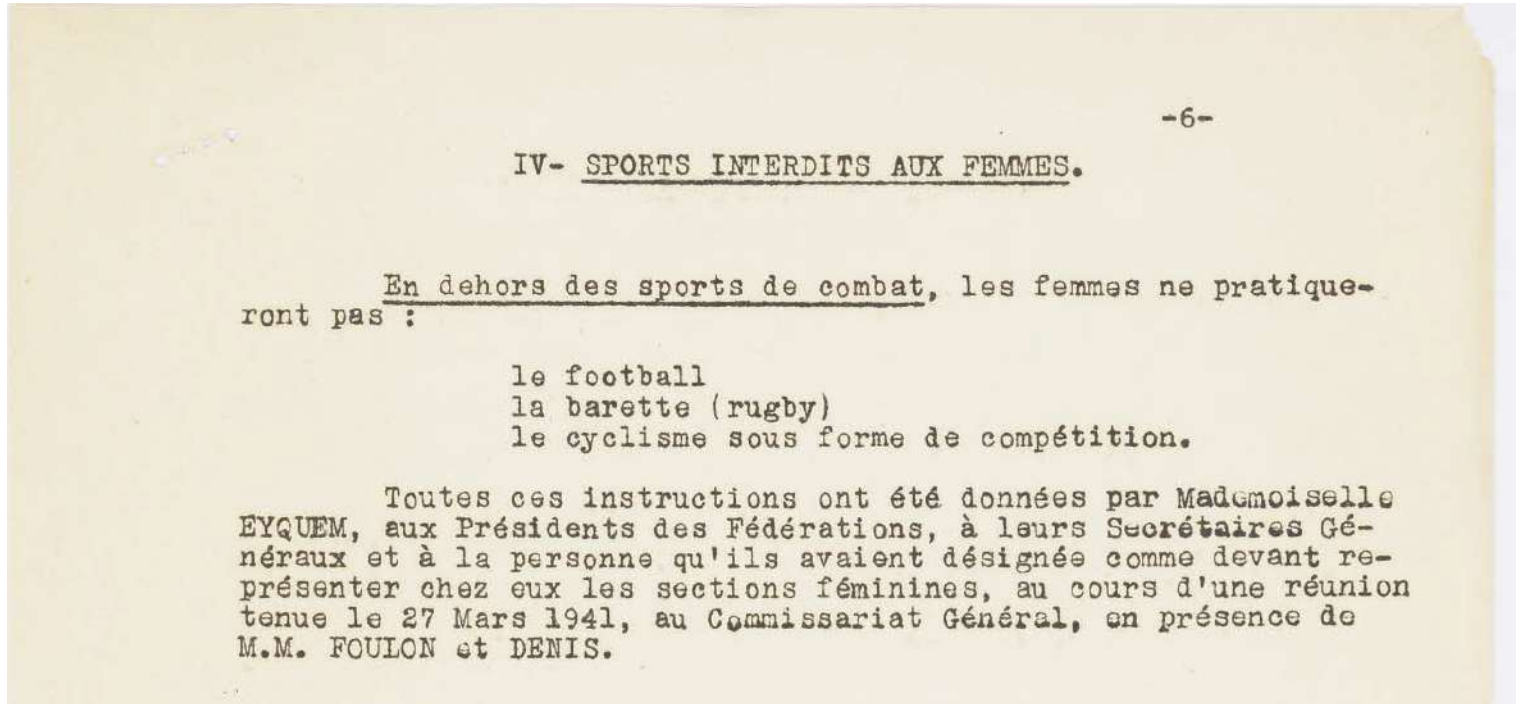 -6-
IV- SPORTS INTERDITS AUX FEMMES.
En dehors des sports de combat, les femmes ne pratique-
ront pas :
le football
la barette (rugby)
le cyclisme sous forme de compétition.
Toutes ces instructions ont été données par Mademoiselle
EYQUEM, aux Présidents des Fédérations, à leurs Secrétaires Gé-
néraux et à la personne qu'ils avaient désignée comme devant re-
présenter chez eux les sections féminines, au cours d'une réunion
tenue le 27 Mars 1941, au Commissariat Général, en présence de
M.M. FOULON et DENIS.